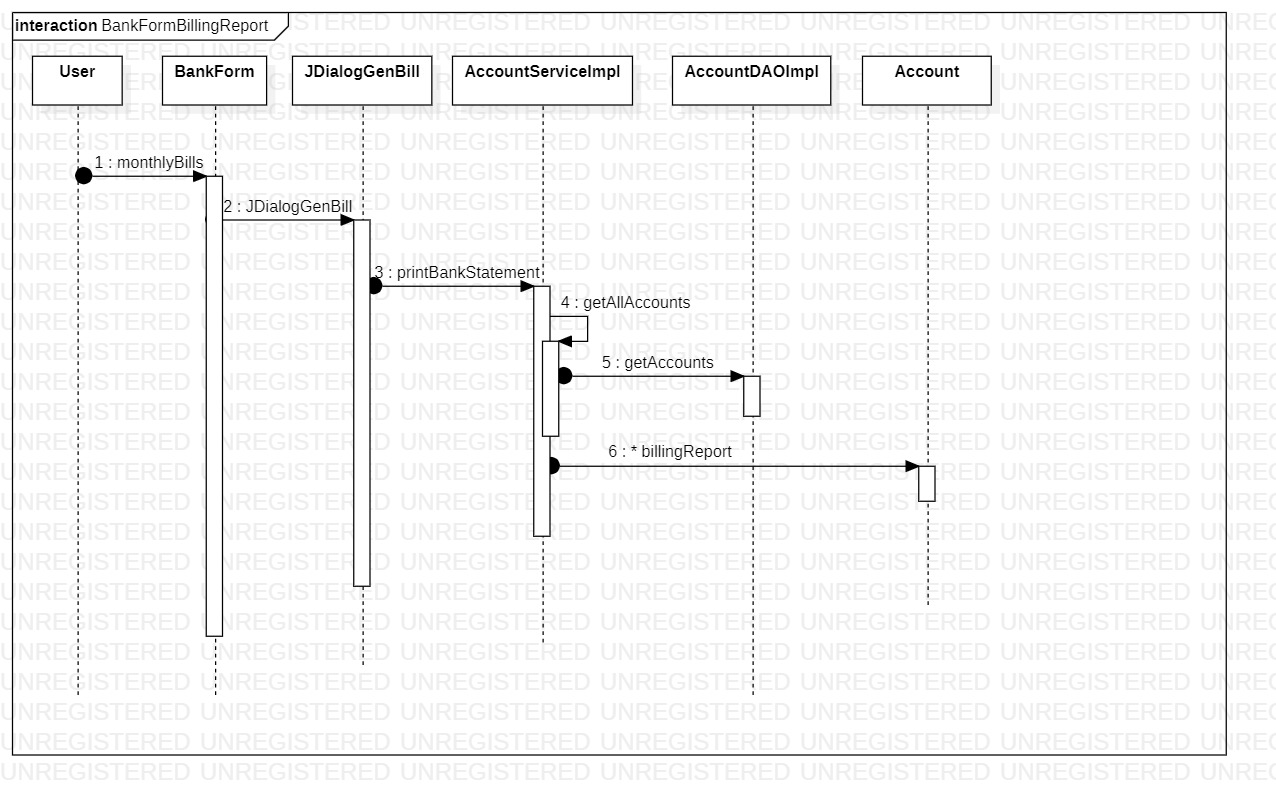 interaction BankFormBillingReport
User
BankForm
JDialogGenBill
AccountServiceImpl
AccountDAOImpl
Account
1 : monthlyBills
2 : JDialogGenBill
3 : printBankStatement
4 : getAllAccounts
5 : getAccounts
6 : * billingReport
UNREGISTERED